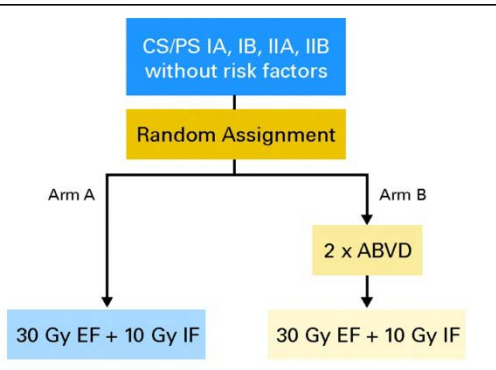 CS/PS IA, IB, IIA, IIB
without risk factors
Random Assignment
Arm A
Arm B
2 x ABVD
30 Gy EF + 10 Gy IF
30 Gy EF + 10 Gy IF